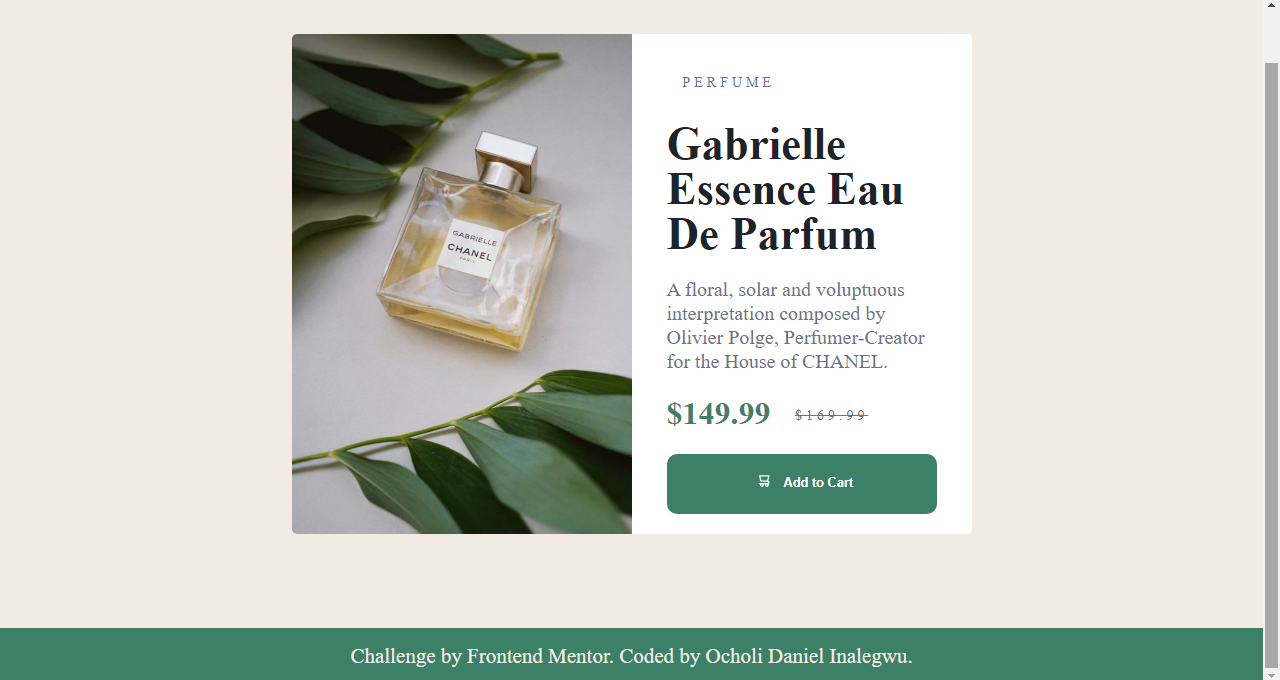 GABRIELLE
CHANEL
PARIS
PERFUME
Gabrielle
Essence Eau
De Parfum
A floral, solar and voluptuous
interpretation composed by
Olivier Polge, Perfumer-Creator
for the House of CHANEL.
$149.99 $169.99
Add to Cart
Challenge by Frontend Mentor. Coded by Ocholi Daniel Inalegwu.